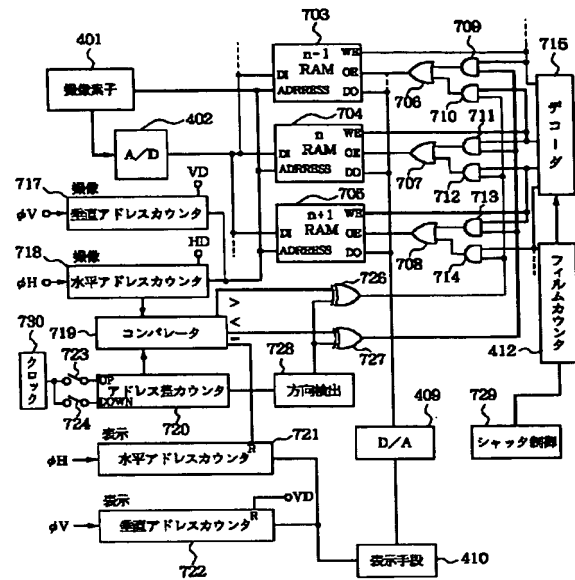 401
撮像素子
402
A/D
703
n-1
RAM
DI
ADRRESS
WE
OE
DO
704
n
RAM
DI
ADRRESS
WE
OE
DO
705
n+1
RAM
DI
ADRRESS
WE
OE
DO
706
707
708
709
710
711
712
713
714
715
デコーダ
717
撮像
VD
φV
垂直アドレスカウンタ
718
撮像
HD
φH
水平アドレスカウンタ
719
コンパレータ
>
<
=
726
727
728
方向検出
730
クロック
723
724
UP
DOWN
アドレス差カウンタ
720
フィルムカウンタ
412
409
D/A
729
シャッタ制御
表示
721
φH
水平アドレスカウンタ
R
表示
VD
φV
垂直アドレスカウンタ
R
722
表示手段
410